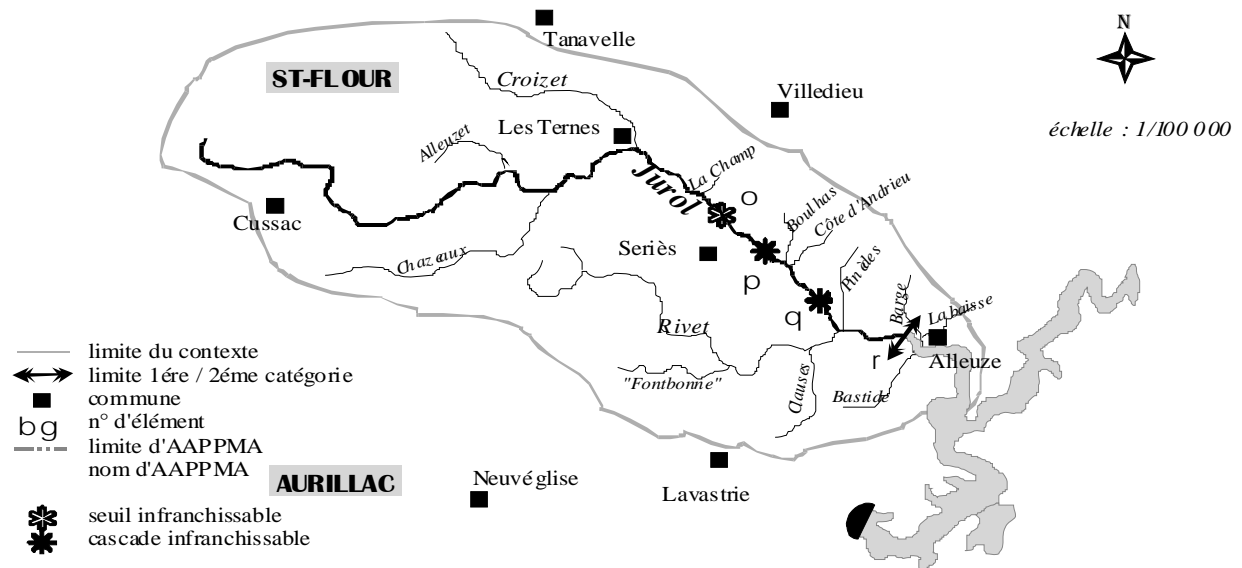 Tanavelle
N
ST-FLOUR
Croizet
Villedieu
échelle : 1/100 000
Les Ternes
Alleuzet
La Champ
Jurol
o
Boulhas
Côte d'Andrieu
Cussac
Seriès
Chazeaux
p
Pinèdes
q
Barge
Labaisse
Rivet
r
Alleuze
"Fontbonne"
Clauses
Bastide
limite du contexte
limite 1ére / 2éme catégorie
commune
bg n° d'élément
limite d'AAPPMA
nom d'AAPPMA
AURILLAC
Neuvéglise
Lavastrie
seuil infranchissable
cascade infranchissable